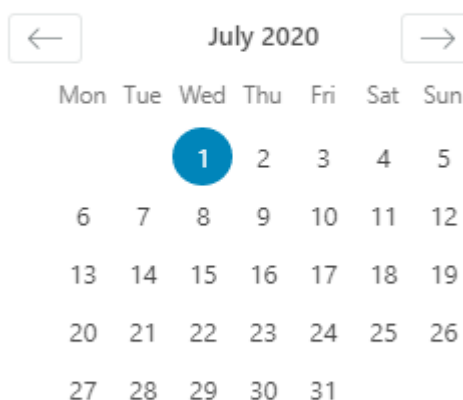 ← July 2020 →
Mon Tue Wed Thu Fri Sat Sun
1 2 3 4 5
6 7 8 9 10 11 12
13 14 15 16 17 18 19
20 21 22 23 24 25 26
27 28 29 30 31